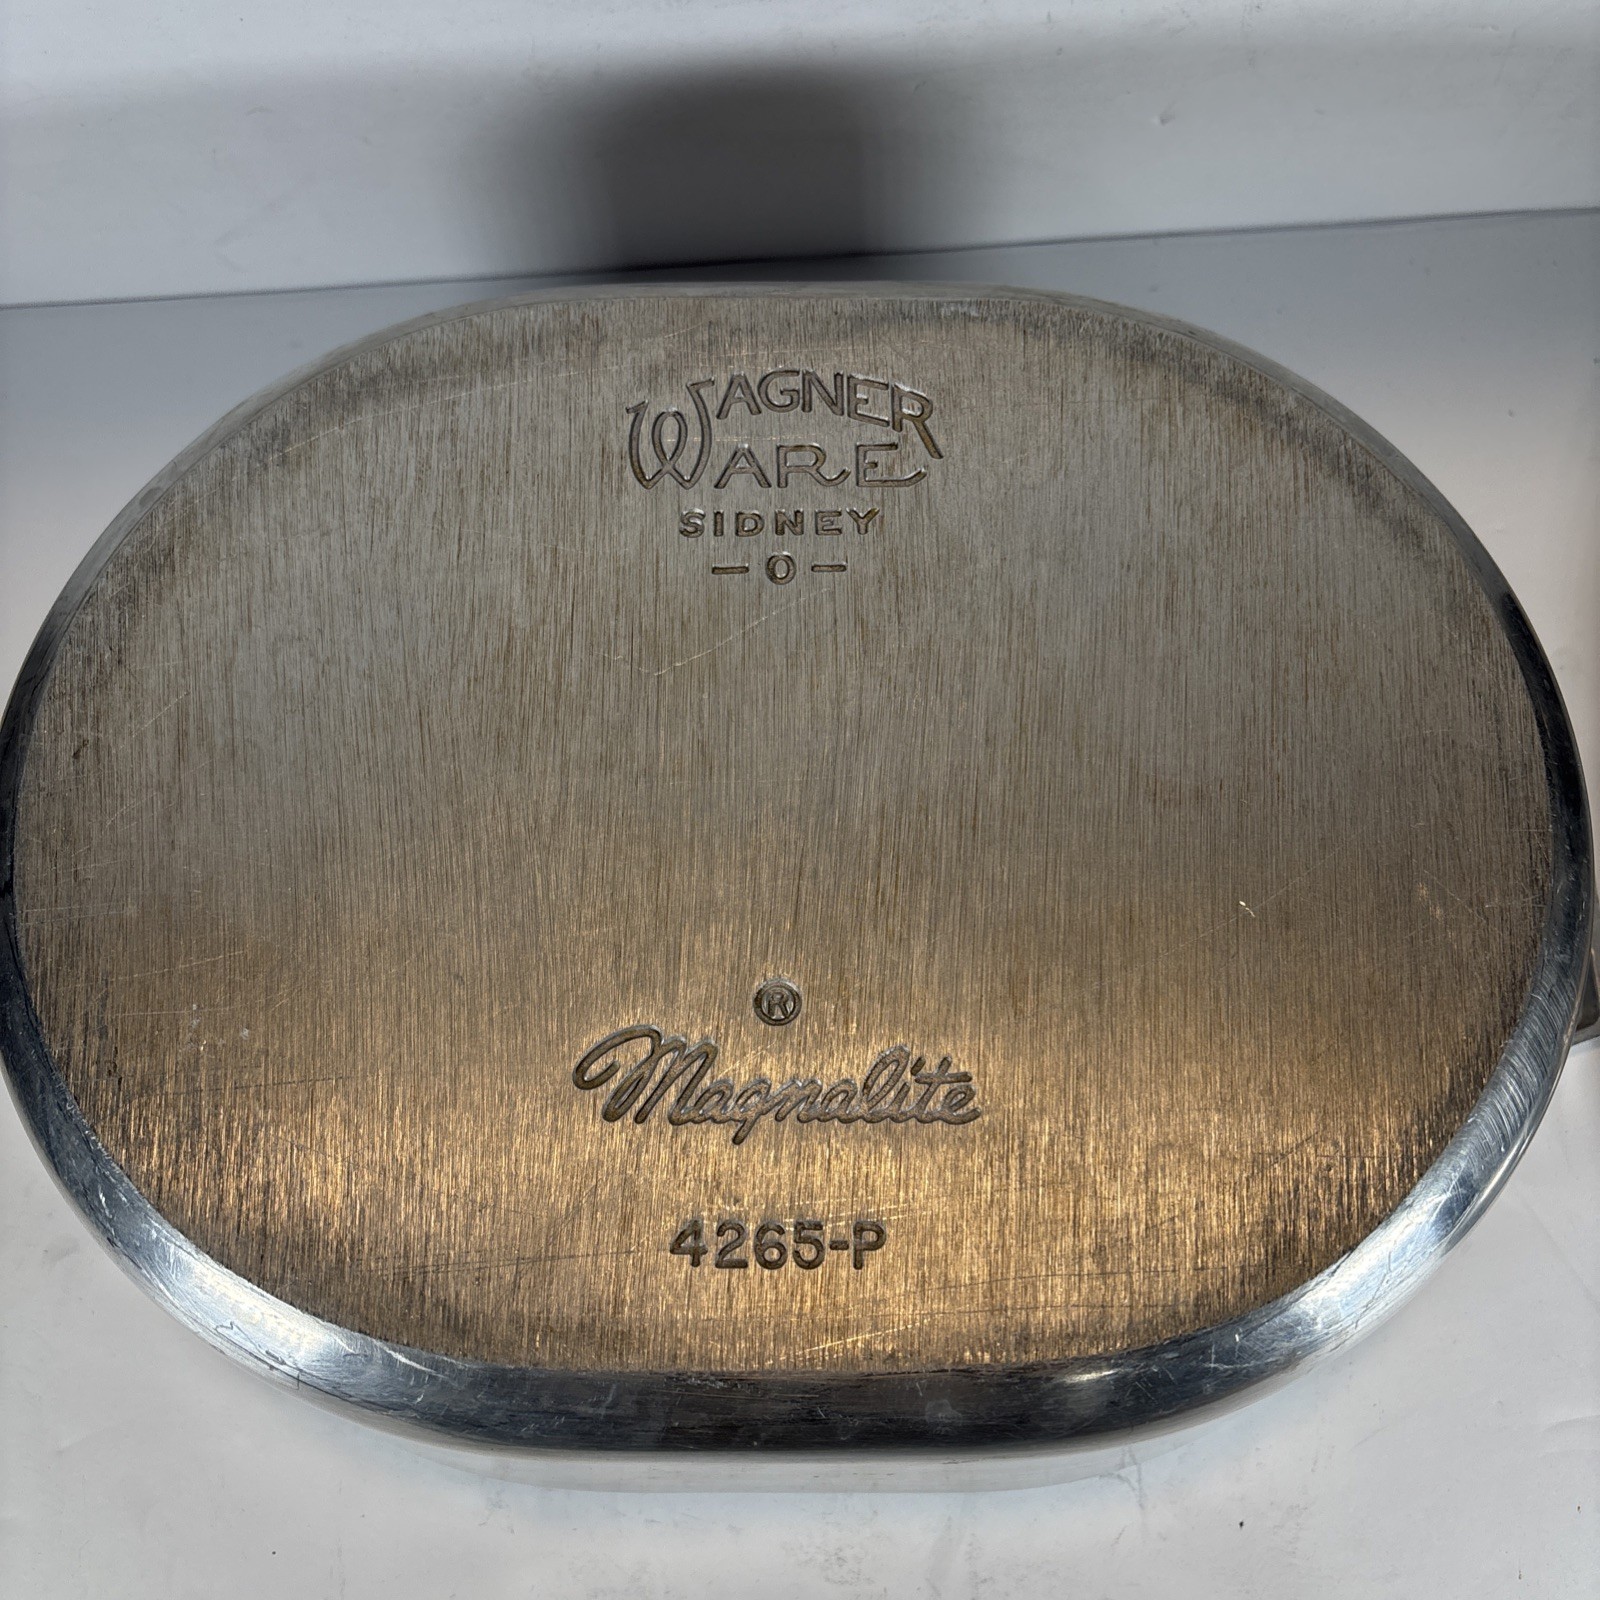 WAGNER
WARE
SIDNEY
-O-
®
Magnalite
4265-P